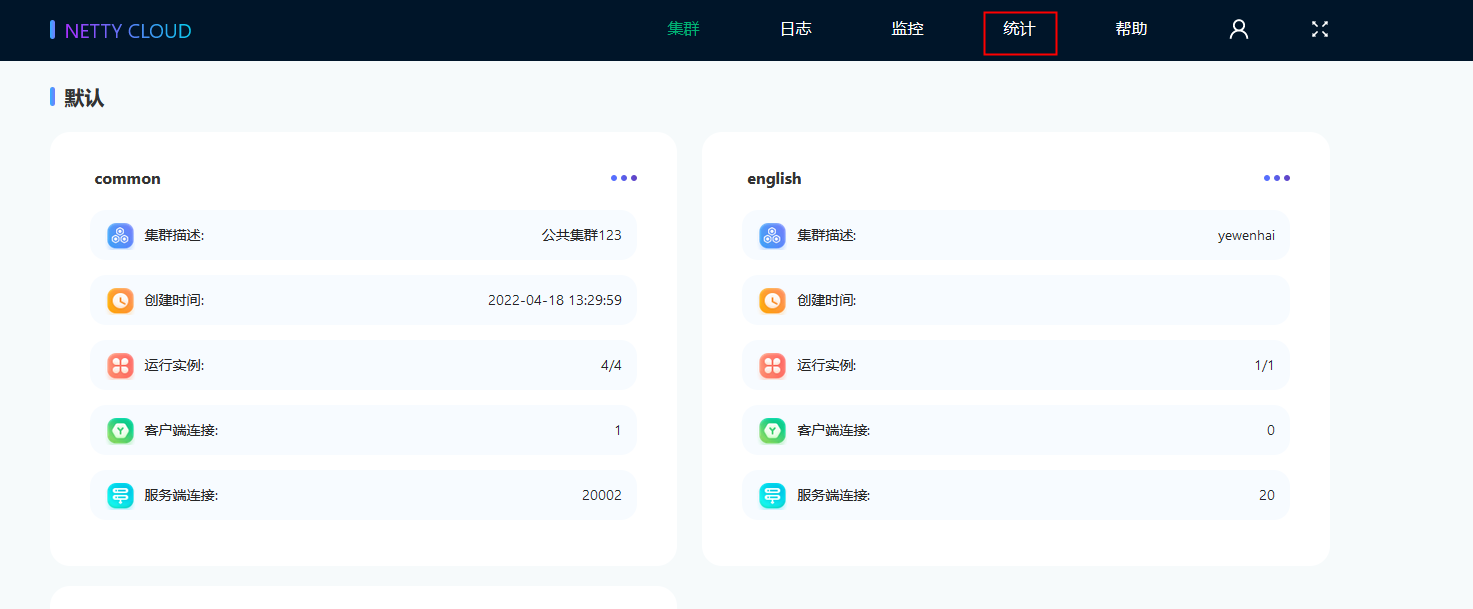 NETTY CLOUD 集群 日志 监控 统计 帮助
默认
common
集群描述: 公共集群123
创建时间: 2022-04-18 13:29:59
运行实例: 4/4
客户端连接: 1
服务端连接: 20002
english
集群描述: yewenhai
创建时间:
运行实例: 1/1
客户端连接: 0
服务端连接: 20